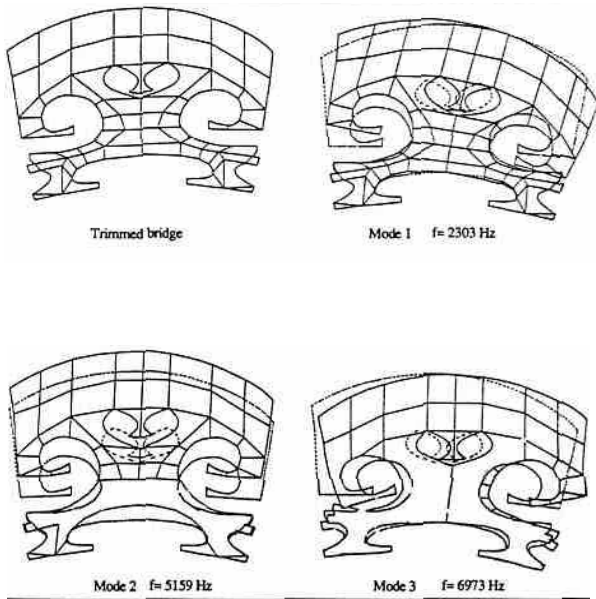 Trimmed bridge
Mode 1 f= 2303 Hz
Mode 2 f= 5159 Hz
Mode 3 f= 6973 Hz